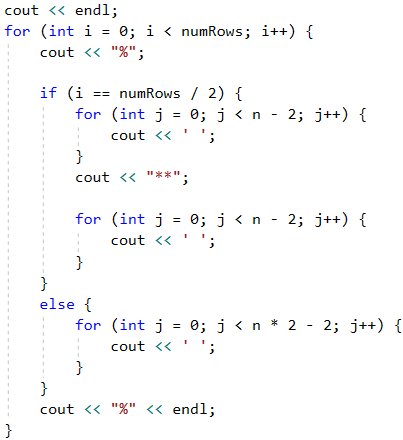 cout << endl;
for (int i = 0; i < numRows; i++) {
    cout << "%";

    if (i == numRows / 2) {
        for (int j = 0; j < n - 2; j++) {
            cout << ' ';
        }
        cout << "**";

        for (int j = 0; j < n - 2; j++) {
            cout << ' ';
        }
    }
    else {
        for (int j = 0; j < n * 2 - 2; j++) {
            cout << ' ';
        }
    }
    cout << "%" << endl;
}